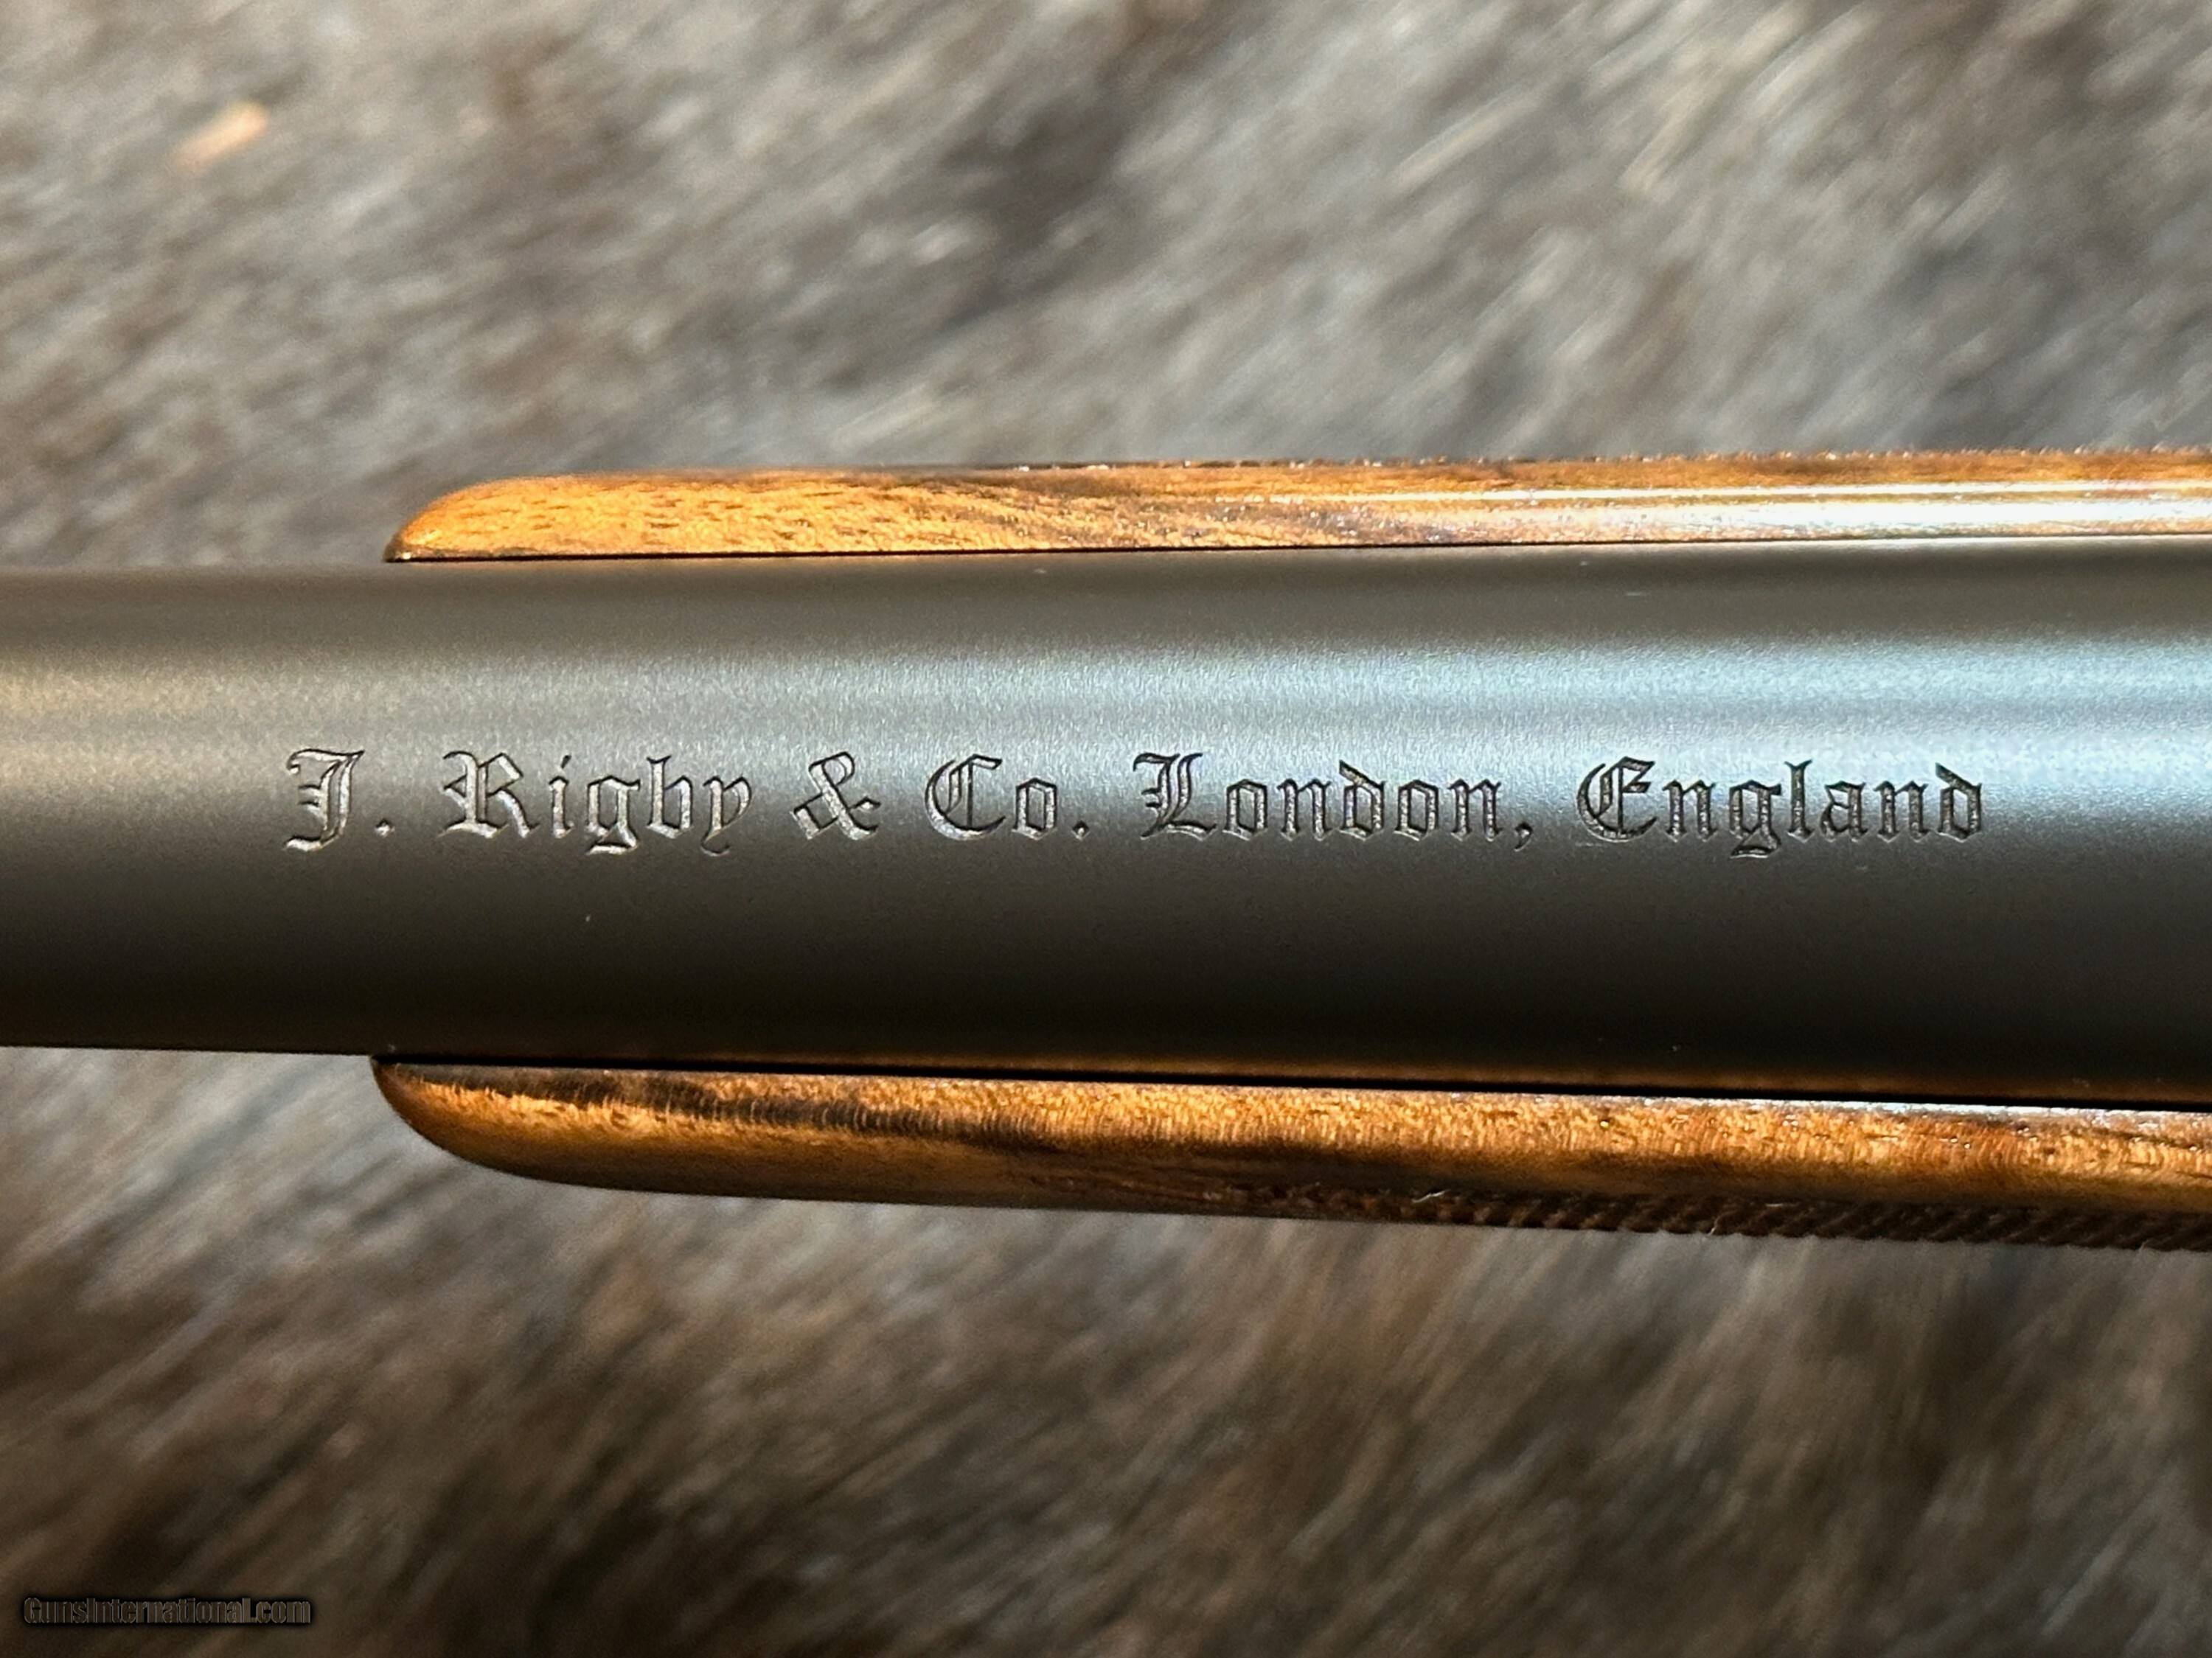 J. Rigby & Co. London, England
GunsInternational.com